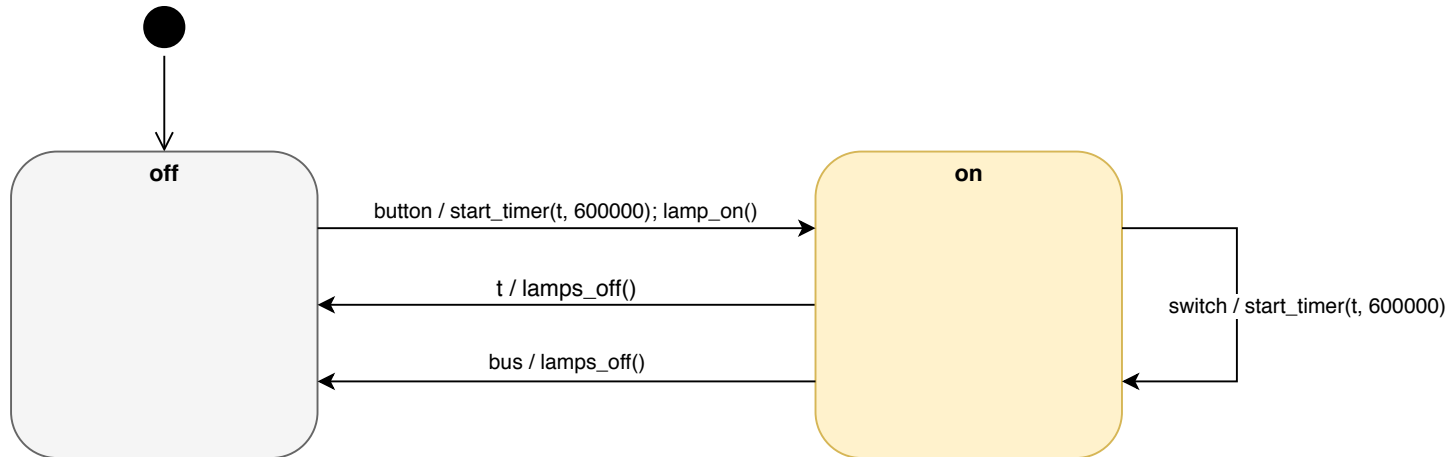 off
on
button / start_timer(t, 600000); lamp_on()
t / lamps_off()
switch / start_timer(t, 600000)
bus / lamps_off()